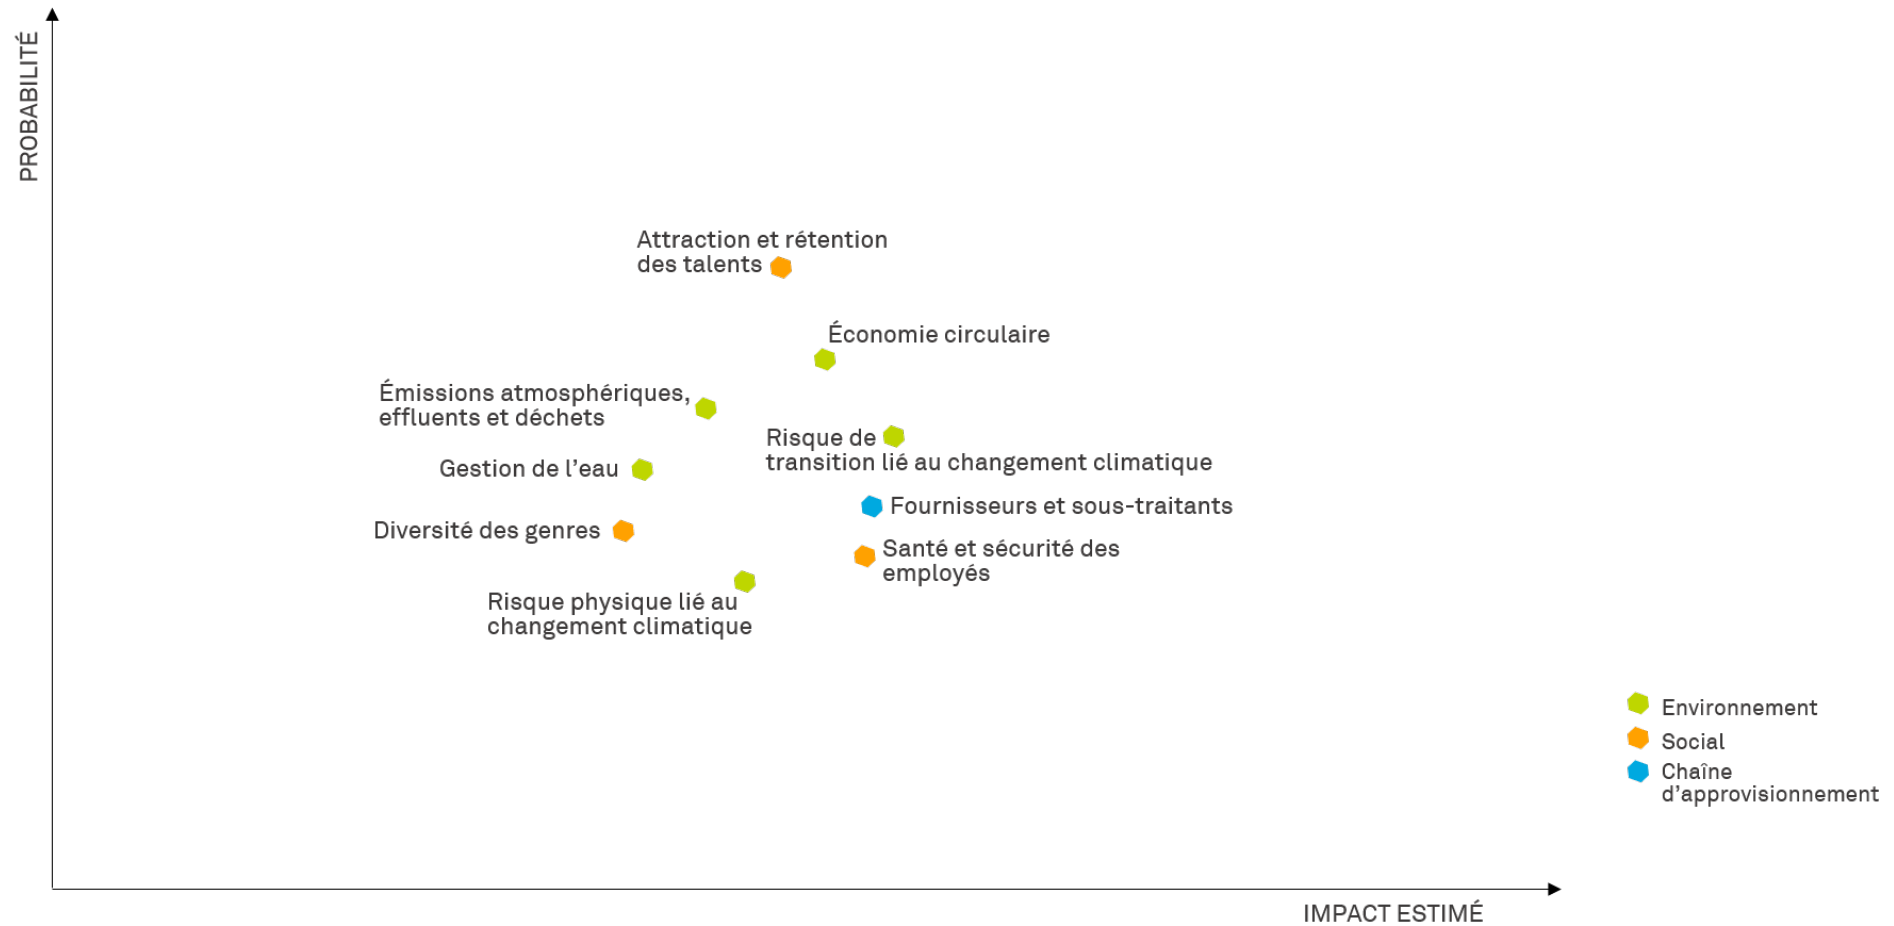 PROBABILITÉ
Attraction et rétention
des talents
Économie circulaire
Émissions atmosphériques,
effluents et déchets
Risque de
transition lié au changement climatique
Gestion de l’eau
Fournisseurs et sous-traitants
Diversité des genres
Santé et sécurité des
employés
Risque physique lié au
changement climatique
Environnement
Social
Chaîne
d’approvisionnement
IMPACT ESTIMÉ